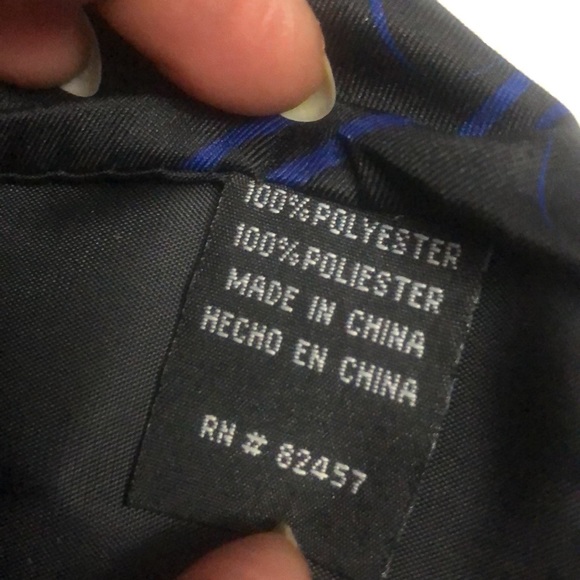 100%POLYESTER
100%POLIESTER
MADE IN CHINA
HECHO EN CHINA
RN # 82457